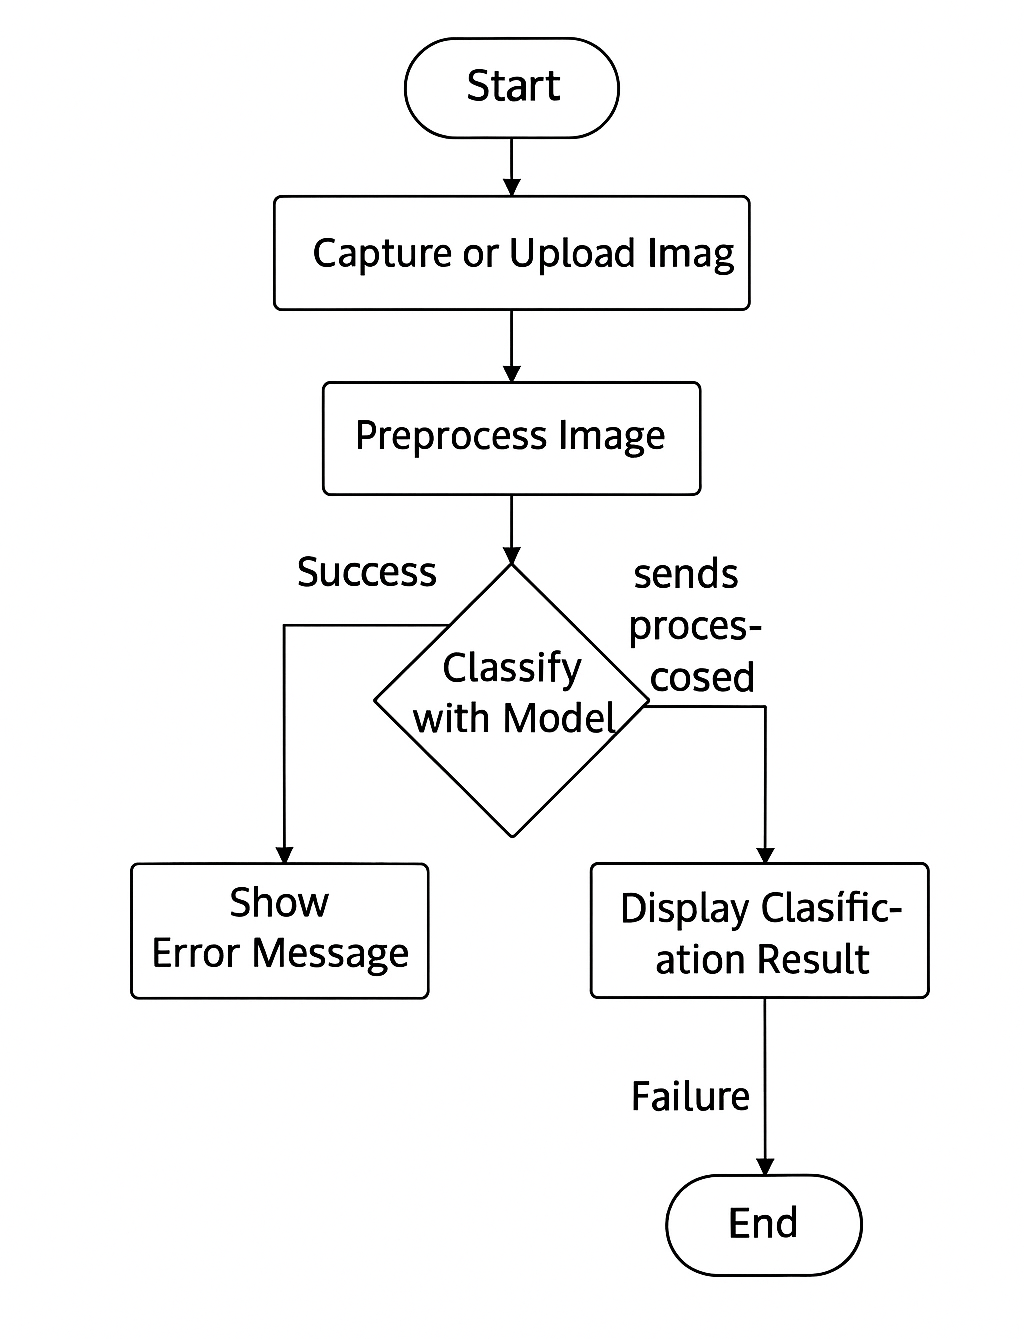 Start
Capture or Upload Imag
Preprocess Image
Success
sends
proces-
cosed
Classify
with Model
Show
Error Message
Display Clasífic-
ation Result
Failure
End